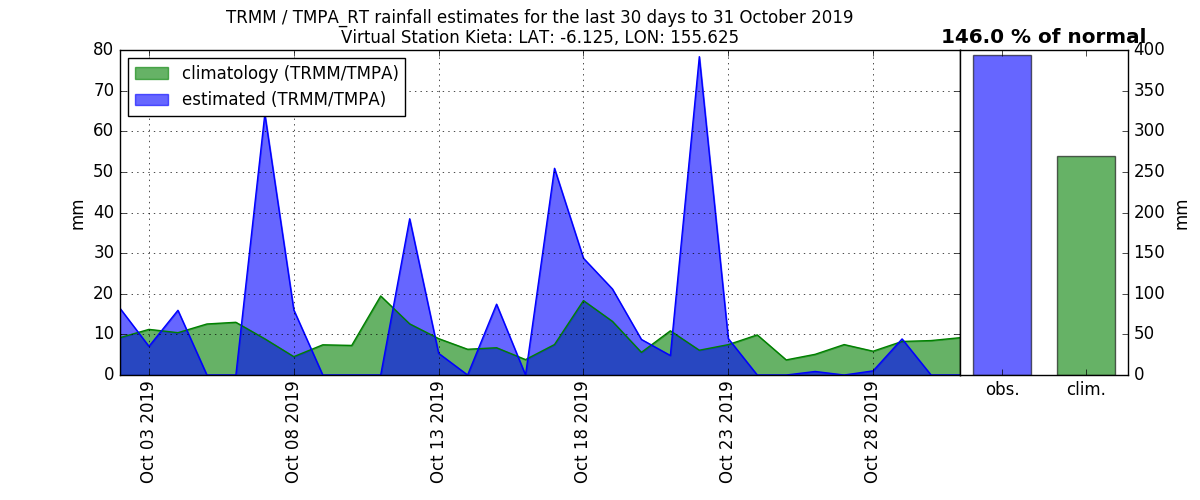 TRMM / TMPA_RT rainfall estimates for the last 30 days to 31 October 2019
Virtual Station Kieta: LAT: -6.125, LON: 155.625
146.0 % of normal
climatology (TRMM/TMPA)
estimated (TRMM/TMPA)
80
70
60
50
40
30
20
10
0
mm
Oct 03 2019
Oct 08 2019
Oct 13 2019
Oct 18 2019
Oct 23 2019
Oct 28 2019
400
350
300
250
200
150
100
50
0
mm
obs.
clim.